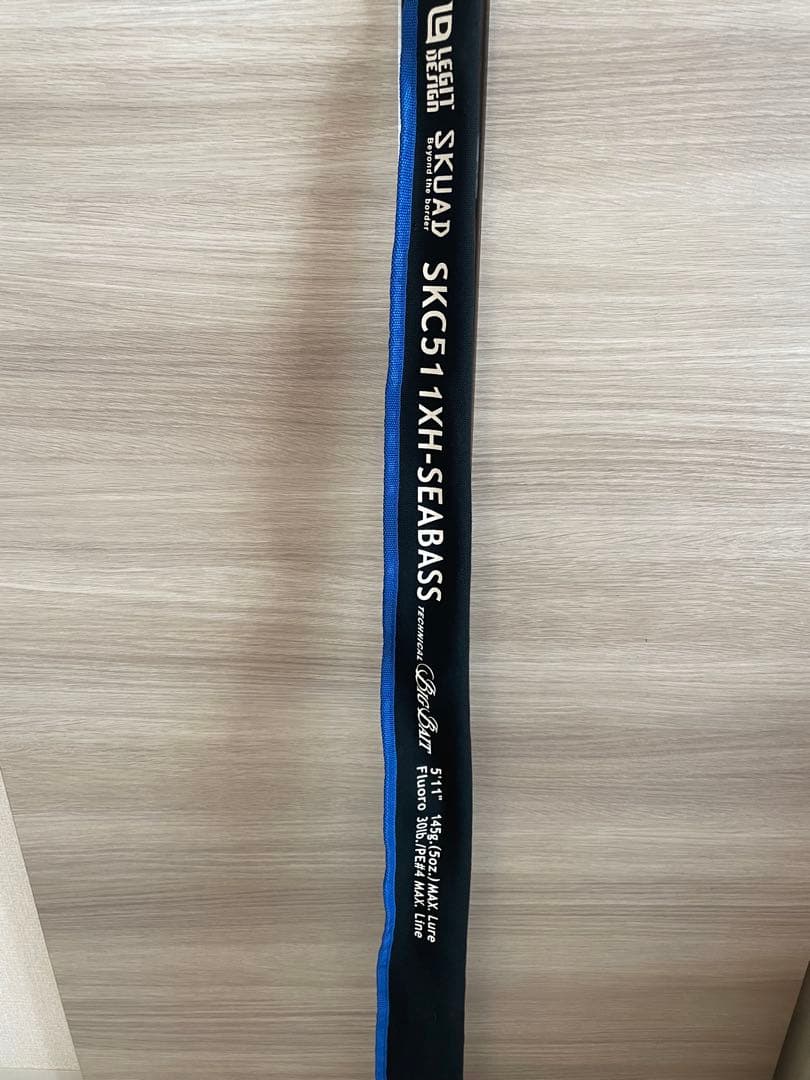 LEGIT
DESIGN
SKUAD
Beyond the border
SKC511XH-SEABASS
TECHNICAL BIG BAIT
5'11" 145g.(5oz.)MAX. Lure
Fluoro 30lb./PE#4 MAX. Line